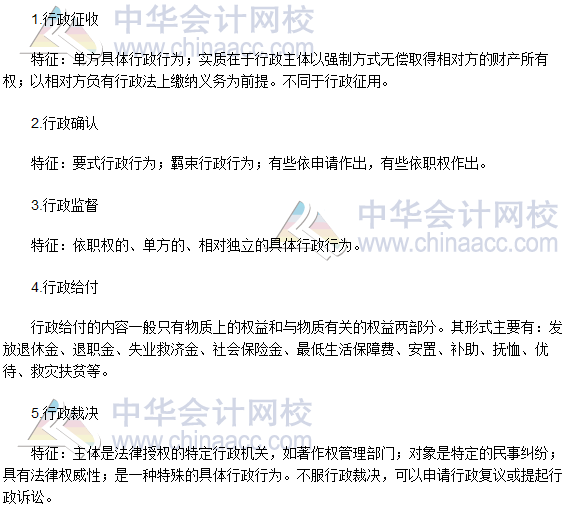 1.行政征收
中华会计网校
www.chinaacc.com
特征：单方具体行政行为；实质在于行政主体以强制方式无偿取得相对方的财产所有
权；以相对方负有行政法上缴纳义务为前提。不同于行政征用。
2.行政确认
特征：要式行政行为；羁束行政行为；有些依申请作出，有些依职权作出。
3.行政监督
中华会计网校
www.chinaacc.com
特征：依职权的、单方的、相对独立的具体行政行为。
4.行政给付
行政给付的内容一般只有物质上的权益和与物质有关的权益两部分。其形式主要有：发
放退休金、退职金、失业救济金、社会保险金、最低生活保障费、安置、补助、抚恤、优
待、救灾扶贫等。
5.行政裁决
中华会计网校
www.chinaacc.com
特征：主体是法律授权的特定行政机关，如著作权管理部门；对象是特定的民事纠纷；
具有法律权威性；是一种特殊的具体行政行为。不服行政裁决，可以申请行政复议或提起行
政诉讼。